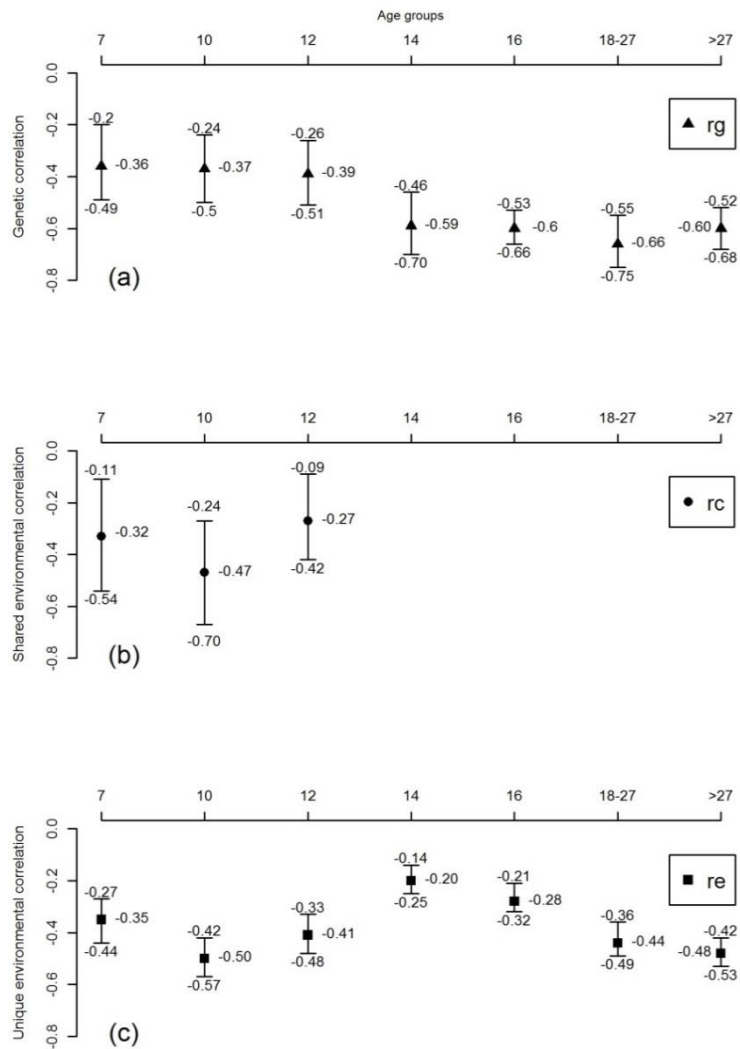 Age groups
7 10 12 14 16 18-27 >27
Genetic correlation
0.0
-0.2
-0.4
-0.6
-0.8
-0.2 -0.36 -0.49
-0.24 -0.37 -0.5
-0.26 -0.39 -0.51
-0.46 -0.59 -0.70
-0.53 -0.6 -0.66
-0.55 -0.66 -0.75
-0.52 -0.60 -0.68
rg
(a)
7 10 12 14 16 18-27 >27
Shared environmental correlation
0.0
-0.2
-0.4
-0.6
-0.8
-0.11 -0.32 -0.54
-0.24 -0.47 -0.70
-0.09 -0.27 -0.42
rc
(b)
7 10 12 14 16 18-27 >27
Unique environmental correlation
0.0
-0.2
-0.4
-0.6
-0.8
-0.27 -0.35 -0.44
-0.42 -0.50 -0.57
-0.33 -0.41 -0.48
-0.14 -0.20 -0.25
-0.21 -0.28 -0.32
-0.36 -0.44 -0.49
-0.42 -0.48 -0.53
re
(c)